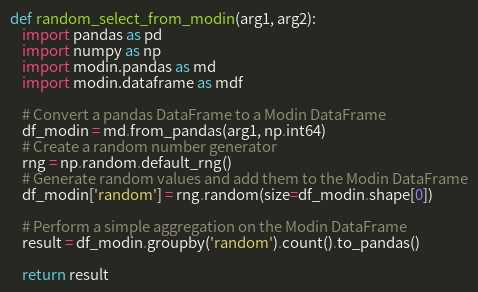 def random_select_from_modin(arg1, arg2):
    import pandas as pd
    import numpy as np
    import modin.pandas as md
    import modin.dataframe as mdf

    # Convert a pandas DataFrame to a Modin DataFrame
    df_modin = md.from_pandas(arg1, np.int64)
    # Create a random number generator
    rng = np.random.default_rng()
    # Generate random values and add them to the Modin DataFrame
    df_modin['random'] = rng.random(size=df_modin.shape[0])

    # Perform a simple aggregation on the Modin DataFrame
    result = df_modin.groupby('random').count().to_pandas()

    return result